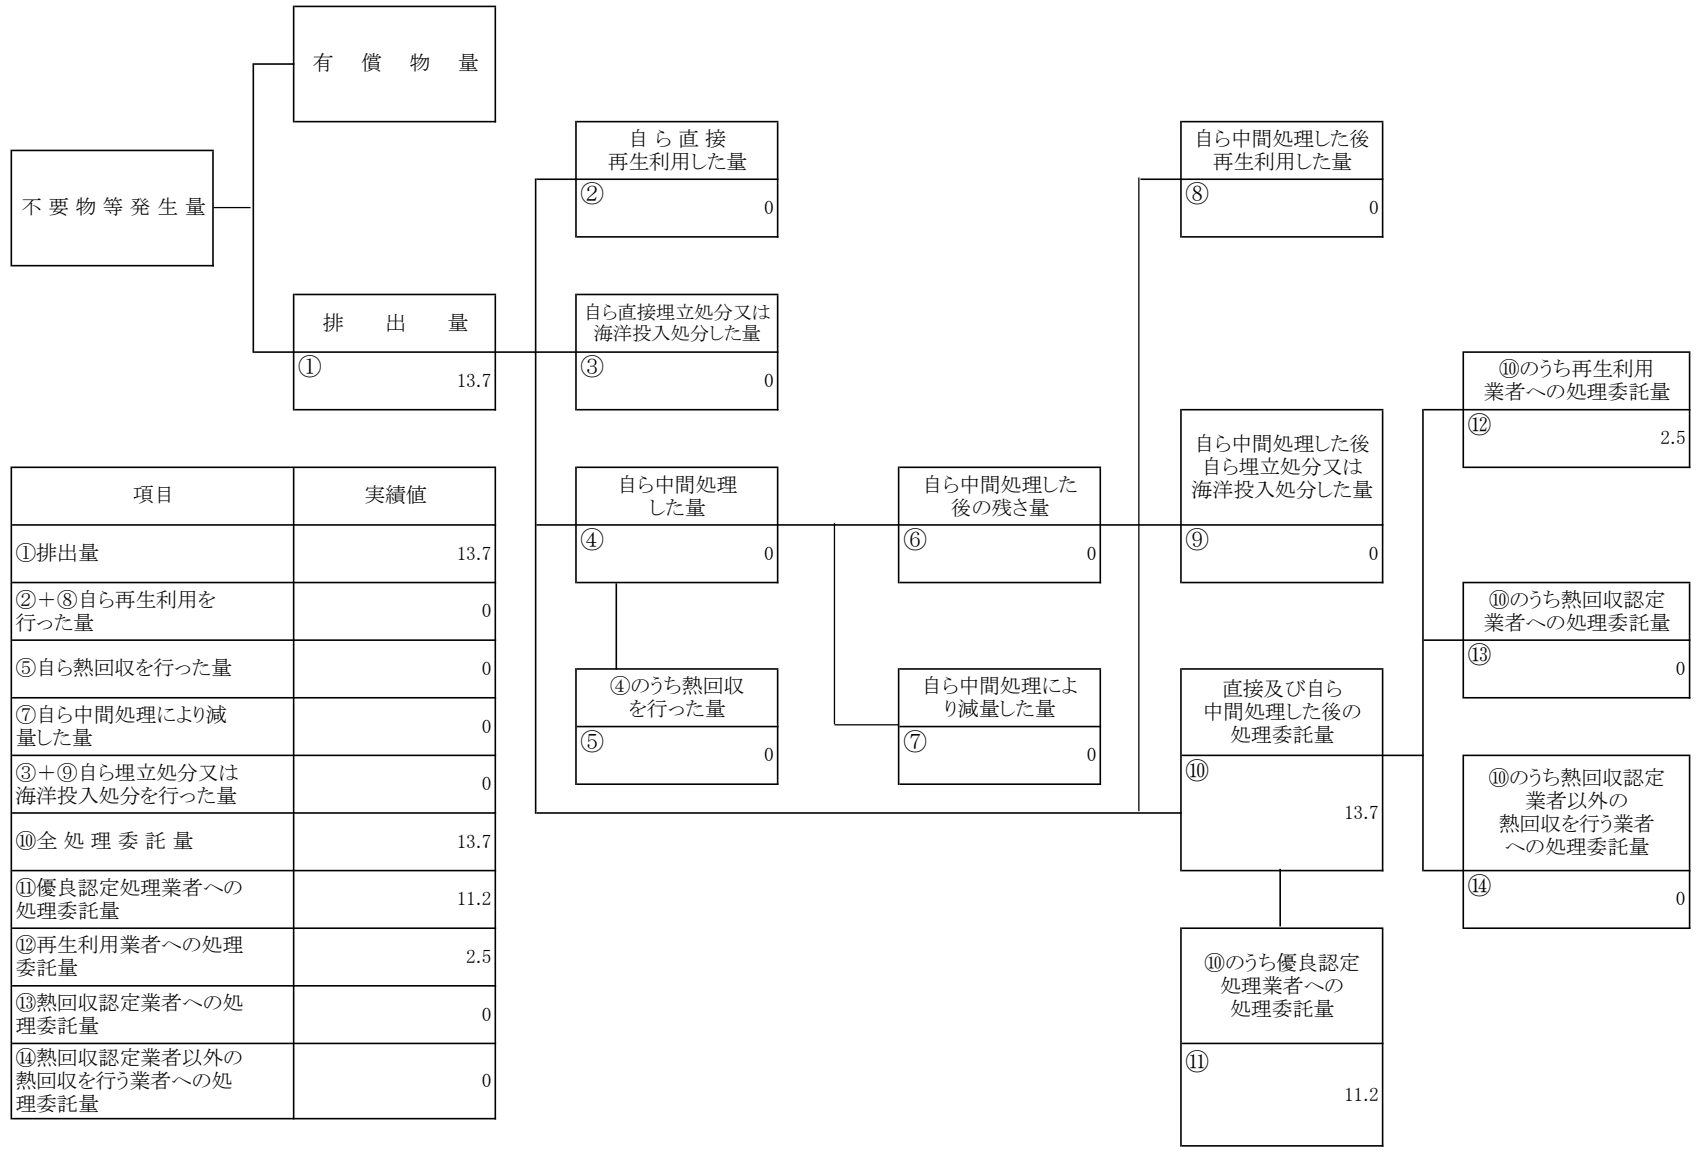 有償物量
不要物等発生量
排出量
①
13.7
自ら直接
再生利用した量
②
0
自ら直接埋立処分又は
海洋投入処分した量
③
0
自ら中間処理
した量
④
0
④のうち熱回収
を行った量
⑤
0
自ら中間処理した
後の残さ量
⑥
0
自ら中間処理によ
り減量した量
⑦
0
自ら中間処理した後
再生利用した量
⑧
0
自ら中間処理した後
自ら埋立処分又は
海洋投入処分した量
⑨
0
直接及び自ら
中間処理した後の
処理委託量
⑩
13.7
⑩のうち優良認定
処理業者への
処理委託量
⑪
11.2
⑩のうち再生利用
業者への処理委託量
⑫
2.5
⑩のうち熱回収認定
業者への処理委託量
⑬
0
⑩のうち熱回収認定
業者以外の
熱回収を行う業者
への処理委託量
⑭
0
項目 実績値
①排出量 13.7
②+⑧自ら再生利用を
行った量 0
⑤自ら熱回収を行った量 0
⑦自ら中間処理により減
量した量 0
③+⑨自ら埋立処分又は
海洋投入処分を行った量 0
⑩全処理委託量 13.7
⑪優良認定処理業者への
処理委託量 11.2
⑫再生利用業者への処理
委託量 2.5
⑬熱回収認定業者への処
理委託量 0
⑭熱回収認定業者以外の
熱回収を行う業者への処
理委託量 0